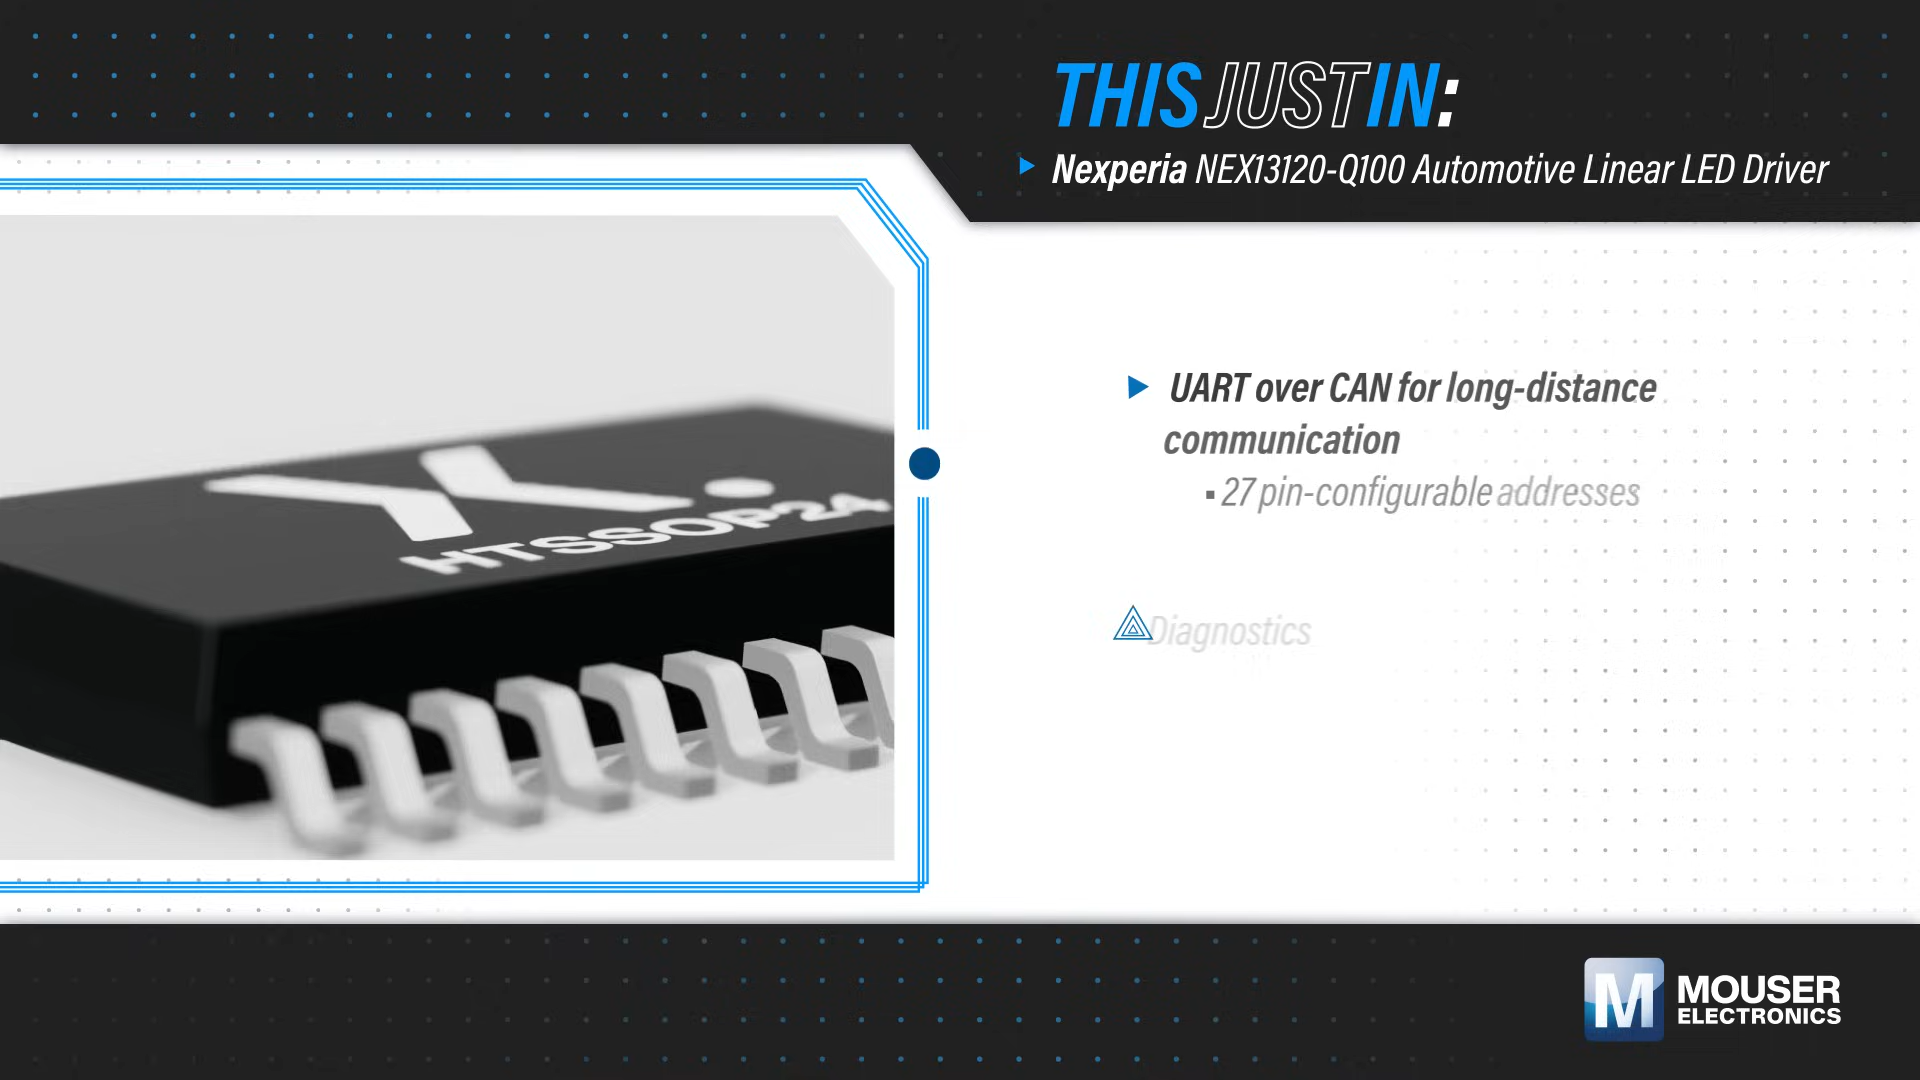 THIS JUST IN:
Nexperia NEX13120-Q100 Automotive Linear LED Driver
HTSSOP24
UART over CAN for long-distance
communication
27 pin-configurable addresses
Diagnostics
M MOUSER
ELECTRONICS